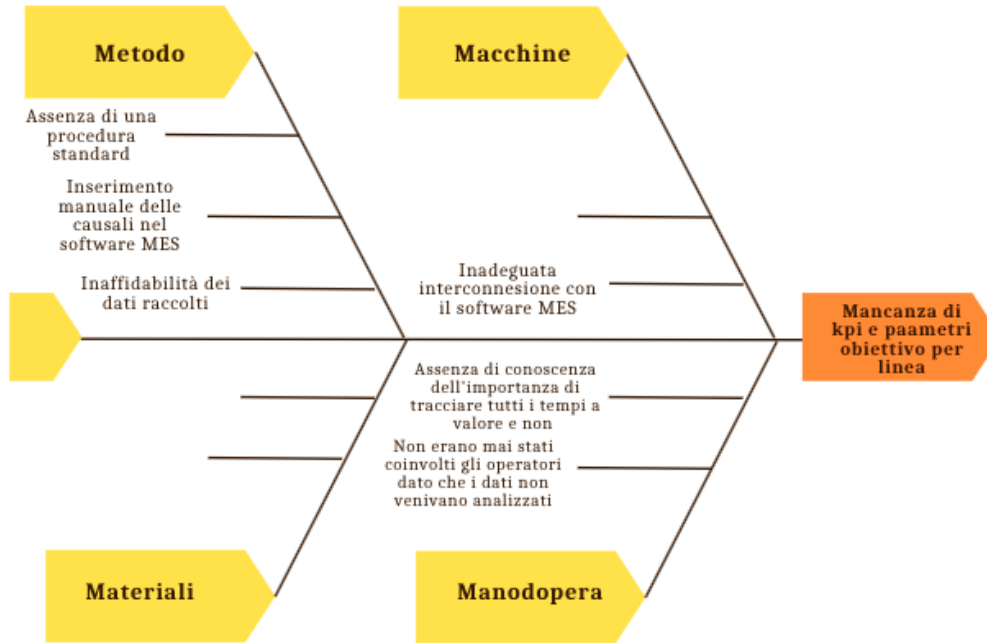 Metodo
Macchine
Assenza di una
procedura
standard
Inserimento
manuale delle
causali nel
software MES
Inaffidabilità dei
dati raccolti
Inadeguata
interconnesione con
il software MES
Mancanza di
kpi e paametri
obiettivo per
linea
Assenza di conoscenza
dell'importanza di
tracciare tutti i tempi a
valore e non
Non erano mai stati
coinvolti gli operatori
dato che i dati non
venivano analizzati
Materiali
Manodopera